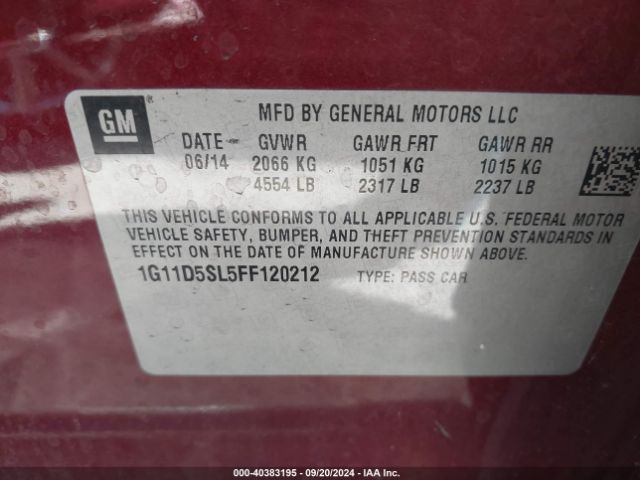 GM
MFD BY GENERAL MOTORS LLC
DATE GVWR GAWR FRT GAWR RR
06/14 2066 KG 1051 KG 1015 KG
4554 LB 2317 LB 2237 LB
THIS VEHICLE CONFORMS TO ALL APPLICABLE U.S. FEDERAL MOTOR
VEHICLE SAFETY, BUMPER, AND THEFT PREVENTION STANDARDS IN
EFFECT ON THE DATE OF MANUFACTURE SHOWN ABOVE.
1G11D5SL5FF120212 TYPE: PASS CAR
000-40383195 - 09/20/2024 - IAA Inc.